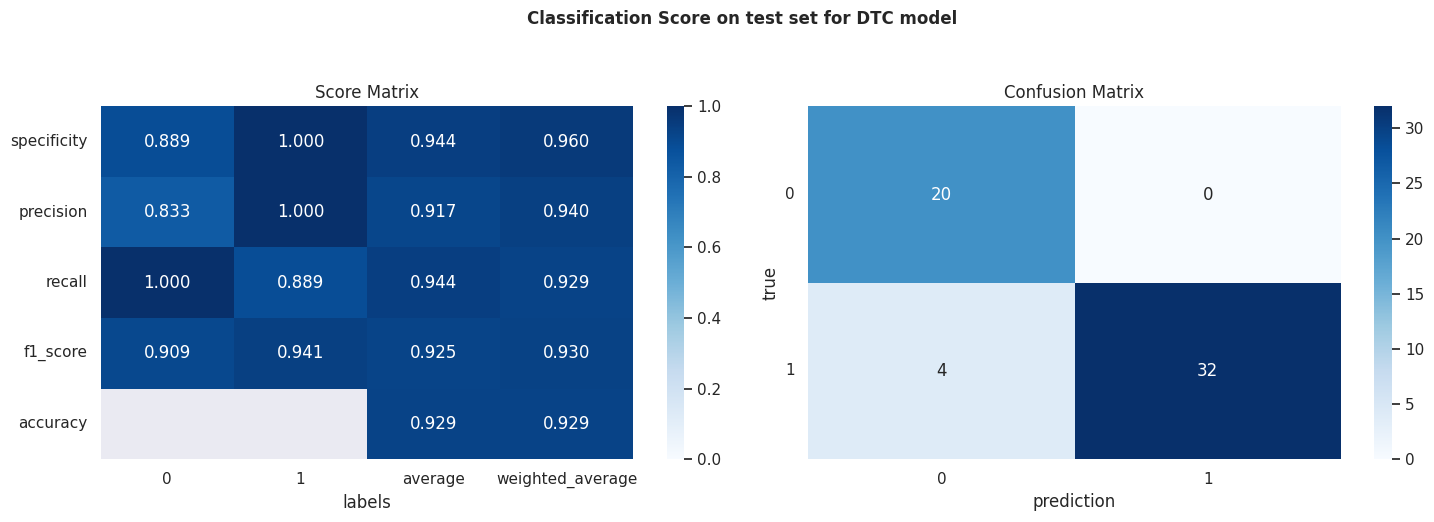 Classification Score on test set for DTC model
Score Matrix
specificity 0.889 1.000 0.944 0.960
precision 0.833 1.000 0.917 0.940
recall 1.000 0.889 0.944 0.929
f1_score 0.909 0.941 0.925 0.930
accuracy 0.929 0.929
0 1 average weighted_average
labels
1.0
0.8
0.6
0.4
0.2
0.0
Confusion Matrix
true
0 20 0
1 4 32
0 1
prediction
30
25
20
15
10
5
0